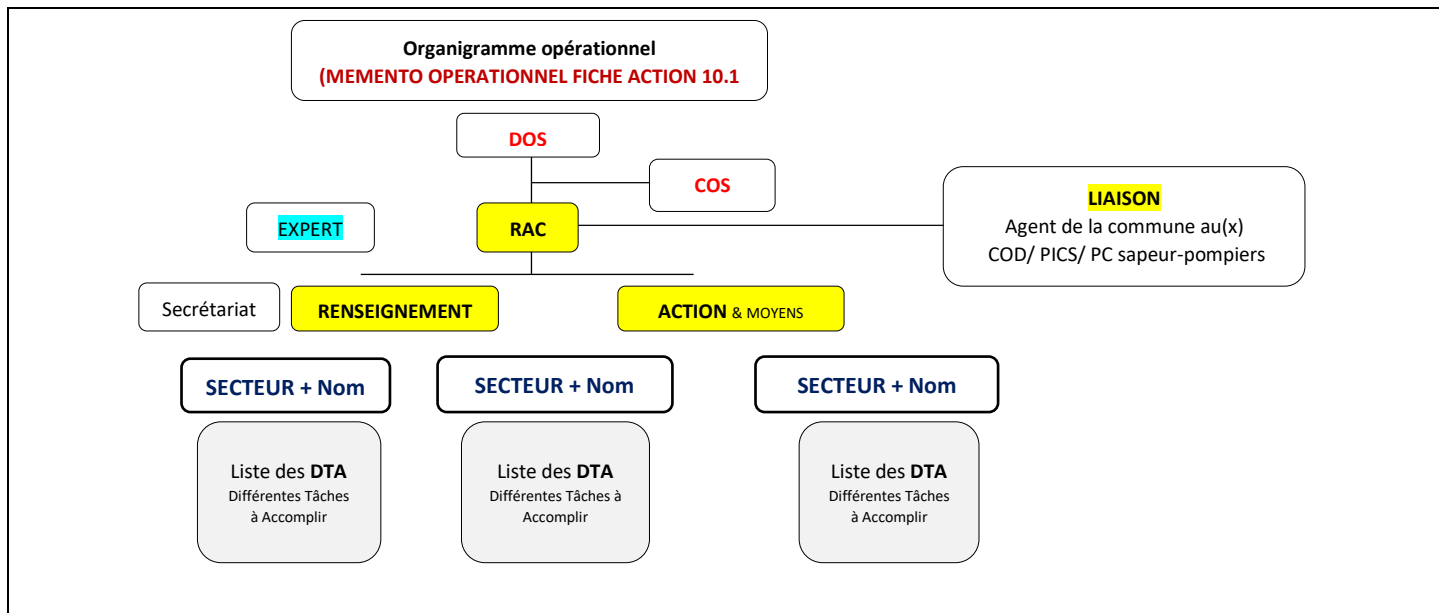 Organigramme opérationnel
(MEMENTO OPERATIONNEL FICHE ACTION 10.1
DOS
COS
EXPERT
RAC
LIAISON
Agent de la commune au(x)
COD/ PICS/ PC sapeur-pompiers
Secrétariat
RENSEIGNEMENT
ACTION & MOYENS
SECTEUR + Nom
SECTEUR + Nom
SECTEUR + Nom
Liste des DTA
Différentes Tâches
à Accomplir
Liste des DTA
Différentes Tâches à
Accomplir
Liste des DTA
Différentes Tâches
à Accomplir